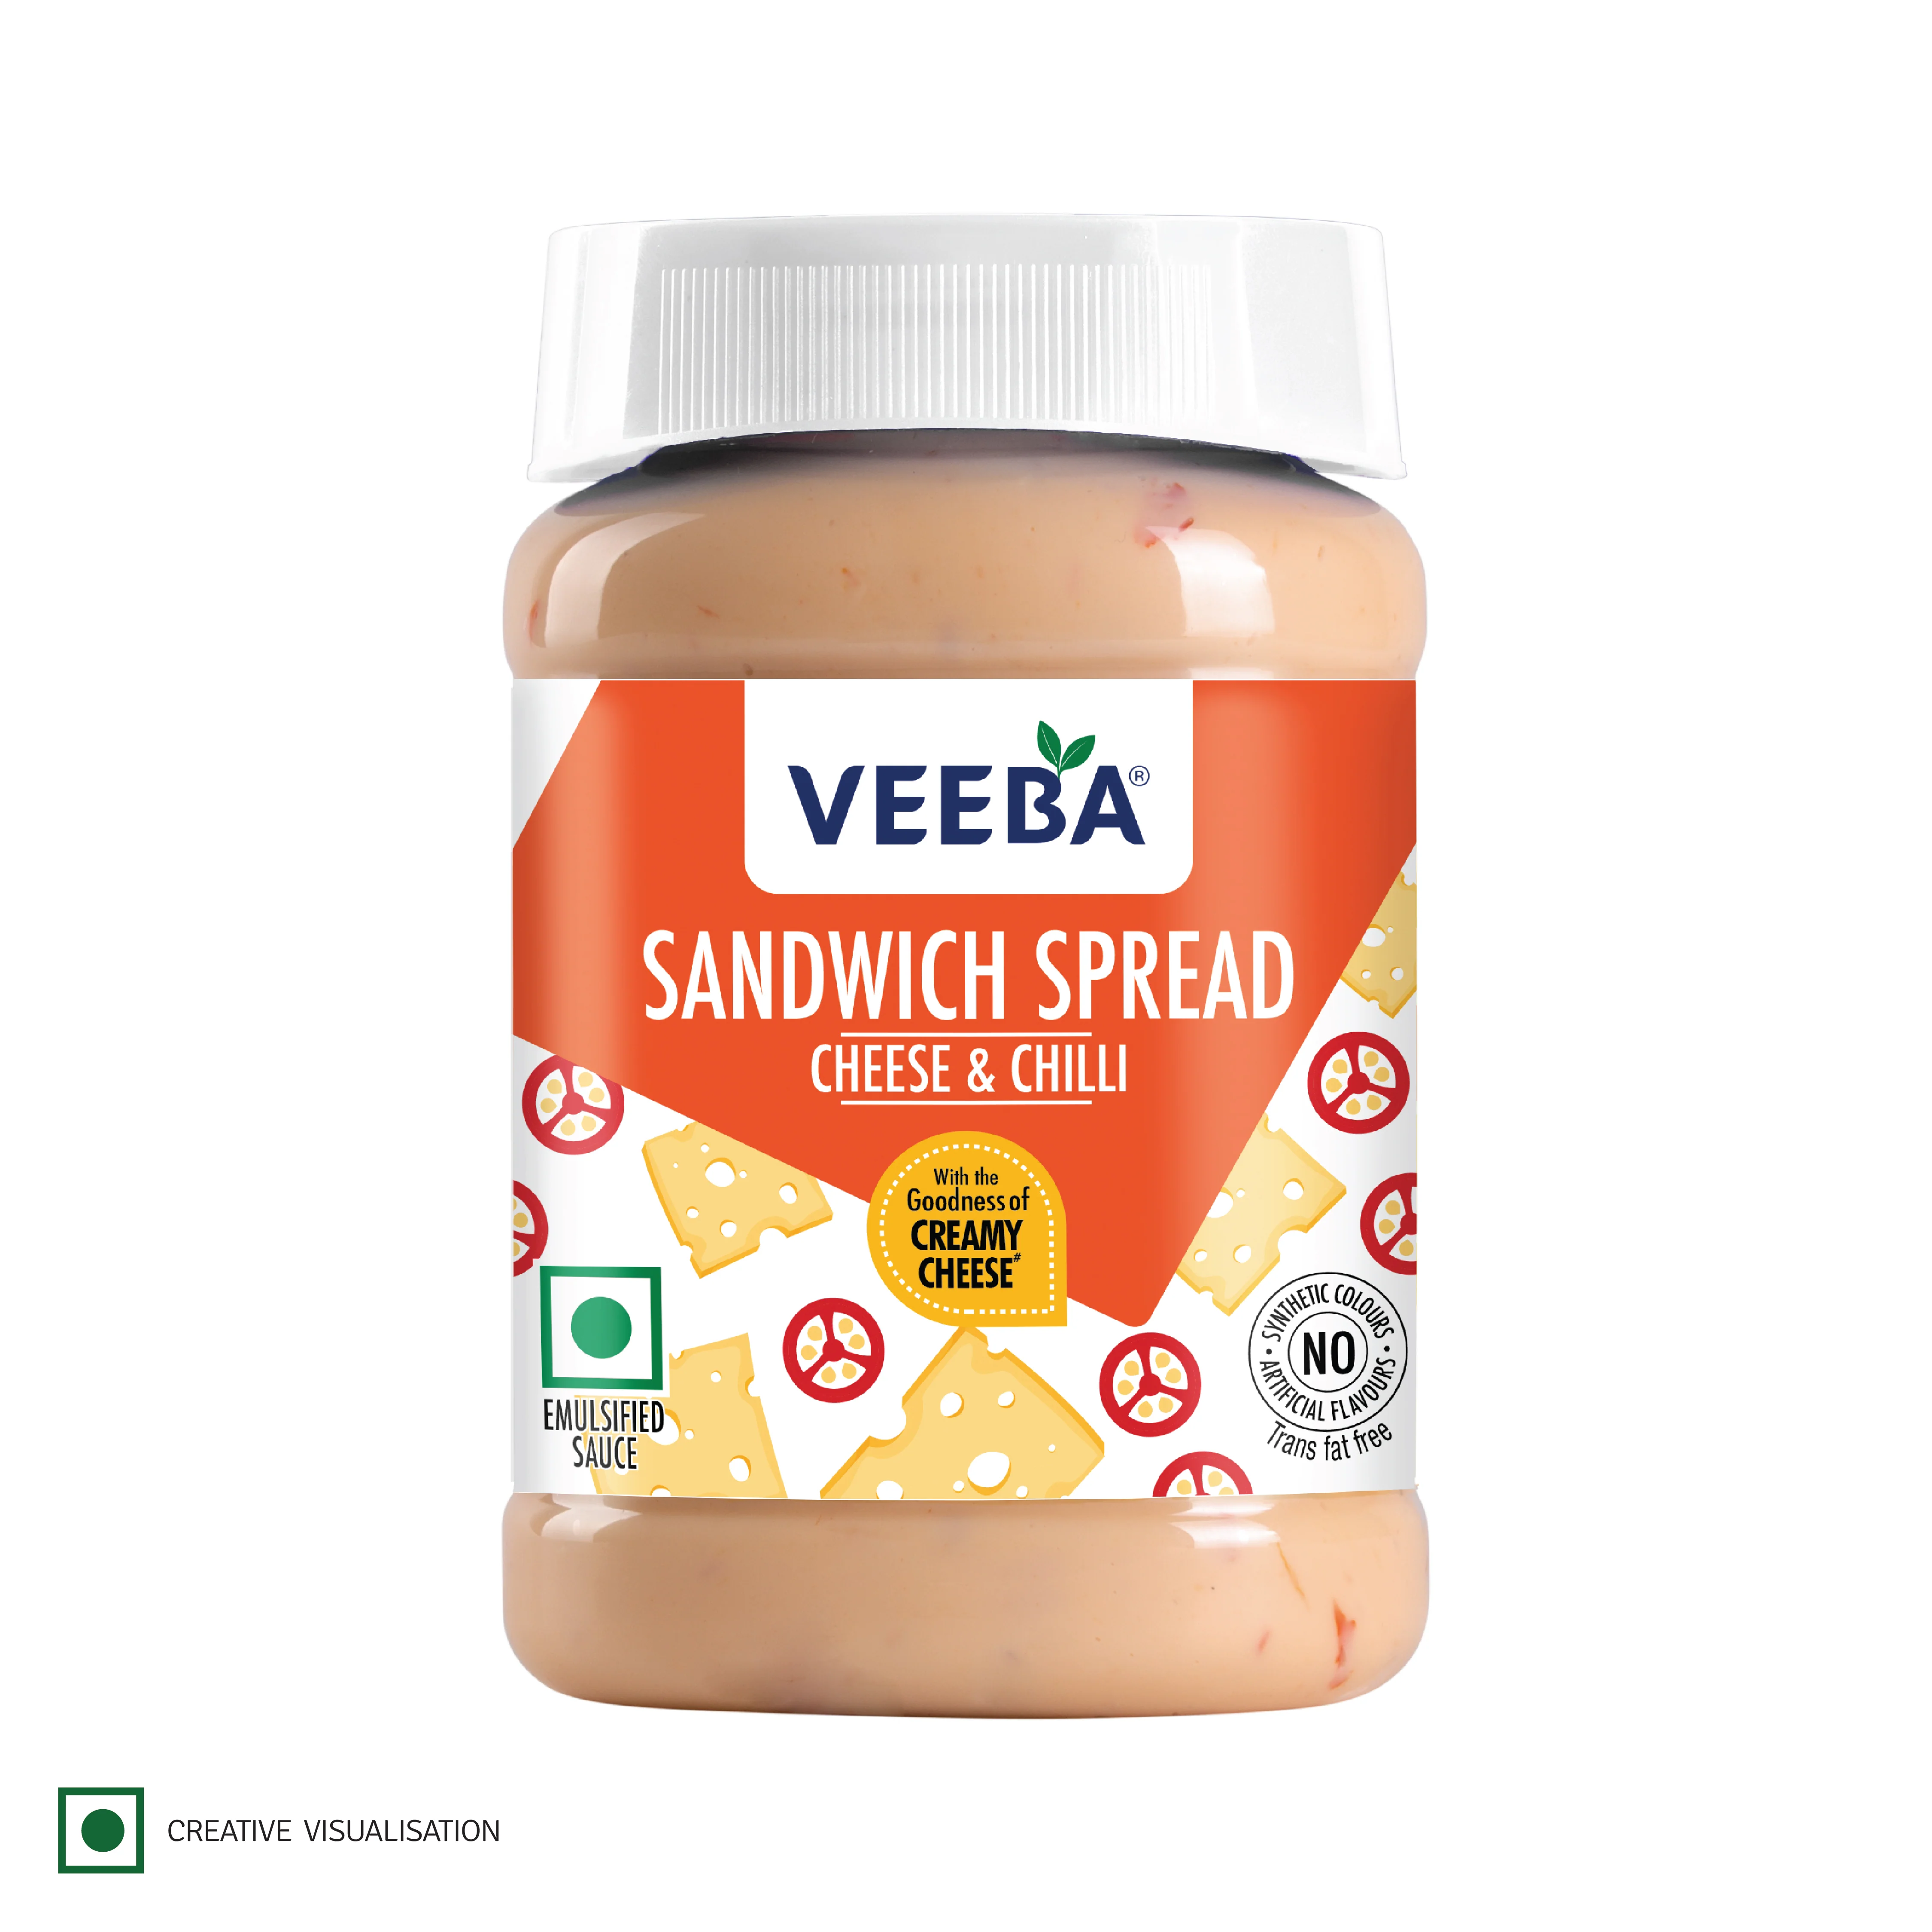 VEEBA®
SANDWICH SPREAD
CHEESE & CHILLI
With the
Goodness of
CREAMY
CHEESE#
EMULSIFIED
SAUCE
• SYNTHETIC COLOURS •
NO
ARTIFICIAL FLAVOURS
Trans fat free
CREATIVE VISUALISATION